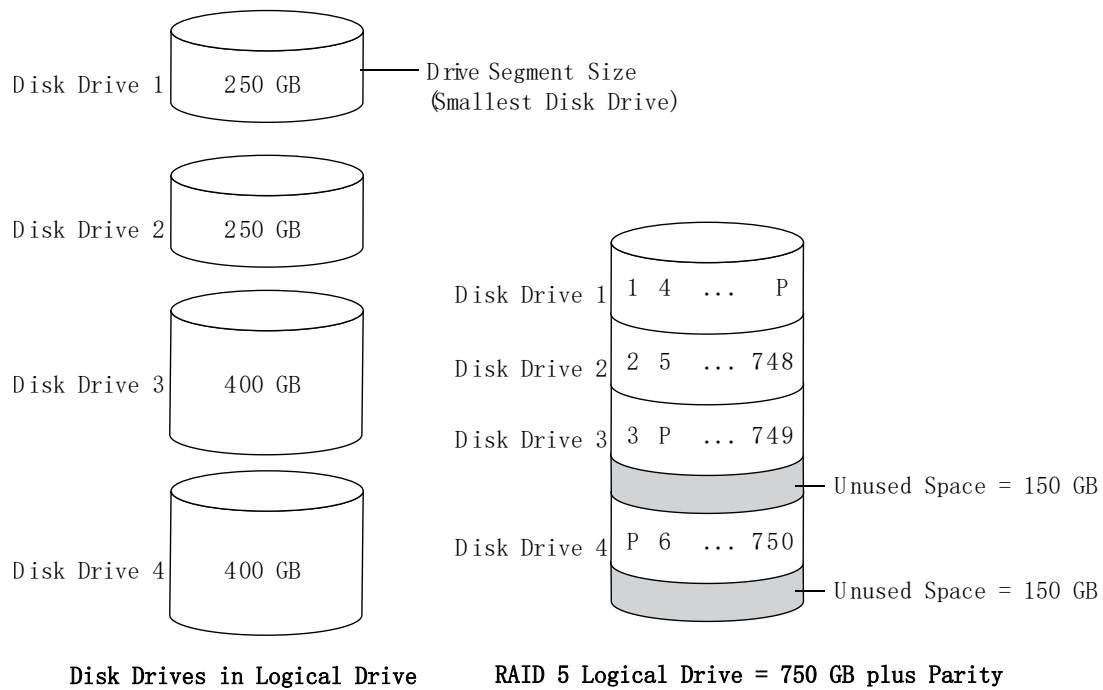 Disk Drive 1
250 GB
Drive Segment Size
(Smallest Disk Drive)
Disk Drive 2
250 GB
Disk Drive 3
400 GB
Disk Drive 4
400 GB
Disk Drives in Logical Drive
Disk Drive 1
1 4 ... P
Disk Drive 2
2 5 ... 748
Disk Drive 3
3 P ... 749
Unused Space = 150 GB
Disk Drive 4
P 6 ... 750
Unused Space = 150 GB
RAID 5 Logical Drive = 750 GB plus Parity